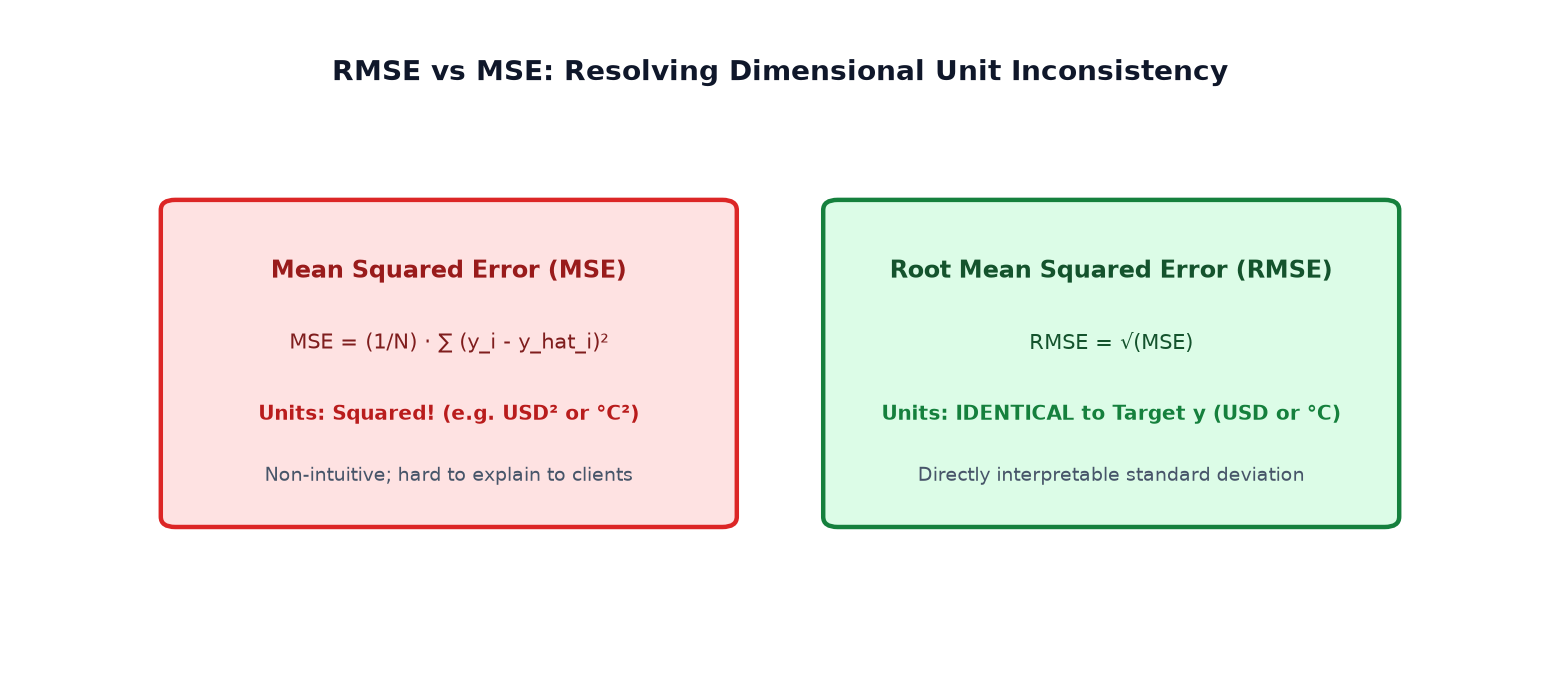 RMSE vs MSE: Resolving Dimensional Unit Inconsistency
Mean Squared Error (MSE)
MSE = (1/N) · ∑ (y_i - y_hat_i)²
Units: Squared! (e.g. USD² or °C²)
Non-intuitive; hard to explain to clients
Root Mean Squared Error (RMSE)
RMSE = √(MSE)
Units: IDENTICAL to Target y (USD or °C)
Directly interpretable standard deviation